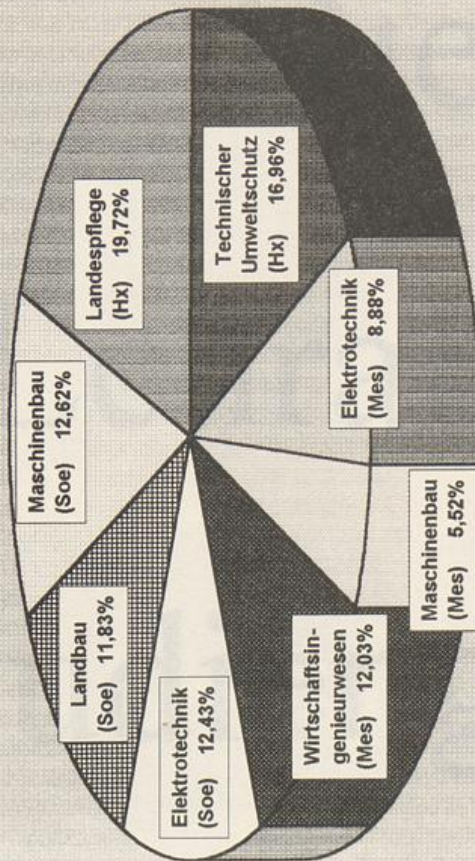 Landespflege
(Hx) 19,72%
Technischer
Umweltschutz
(Hx) 16,96%
Elektrotechnik
(Mes) 8,88%
Maschinenbau
(Mes) 5,52%
Wirtschaftsin-
genieurwesen
(Mes) 12,03%
Elektrotechnik
(Soe) 12,43%
Landbau
(Soe) 11,83%
Maschinenbau
(Soe) 12,62%